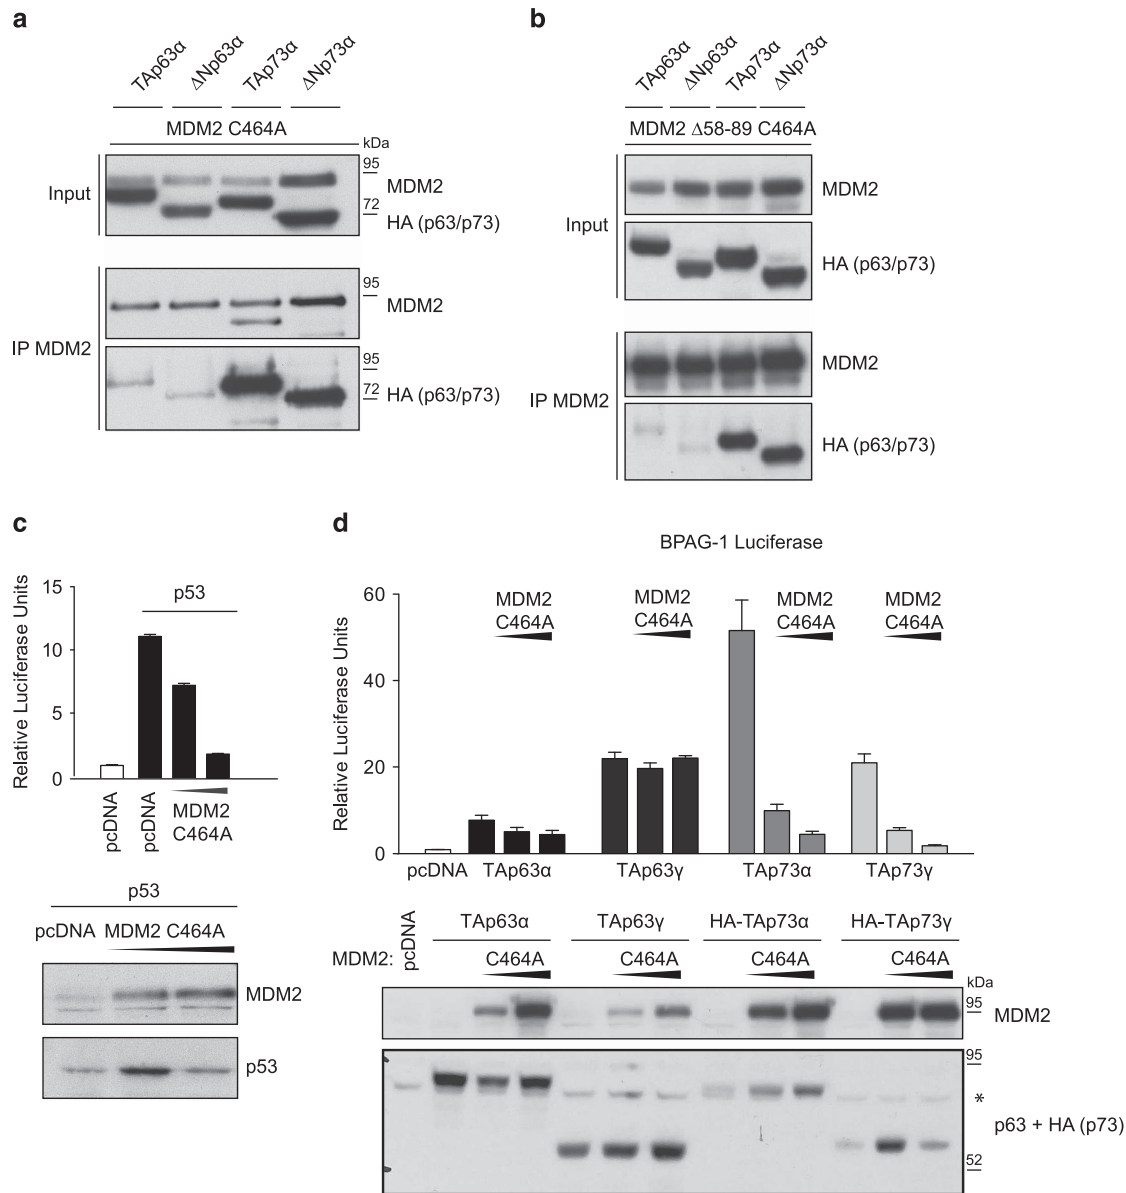 a
TAp63α ΔNp63α TAp73α ΔNp73α
MDM2 C464A
kDa
Input
95
MDM2
72
HA (p63/p73)
IP MDM2
95
MDM2
95
72
HA (p63/p73)
b
TAp63α ΔNp63α TAp73α ΔNp73α
MDM2 Δ58-89 C464A
Input
MDM2
HA (p63/p73)
IP MDM2
MDM2
HA (p63/p73)
c
Relative Luciferase Units
15
10
5
0
p53
pcDNA pcDNA MDM2
C464A
p53
pcDNA MDM2 C464A
MDM2
p53
d
BPAG-1 Luciferase
Relative Luciferase Units
60
40
20
0
MDM2 MDM2 MDM2 MDM2
C464A C464A C464A C464A
pcDNA TAp63α TAp63γ TAp73α TAp73γ
pcDNA TAp63α TAp63γ HA-TAp73α HA-TAp73γ
MDM2: C464A C464A C464A C464A
kDa
95
MDM2
95
*
p63 + HA (p73)
52